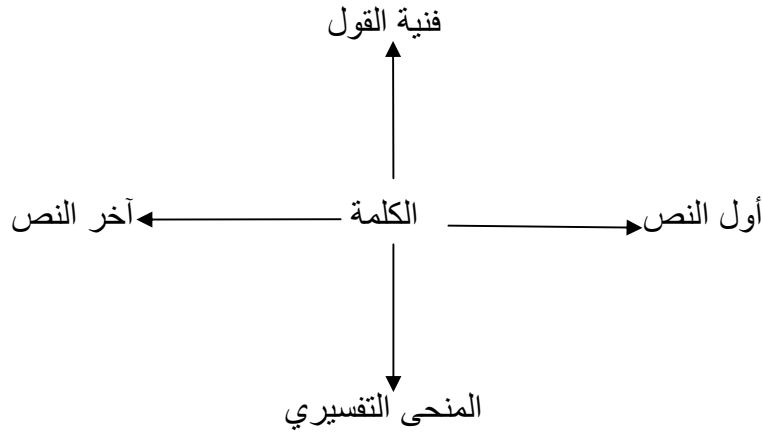 فنية القول
أول النص
الكلمة
آخر النص
المنحى التفسيري